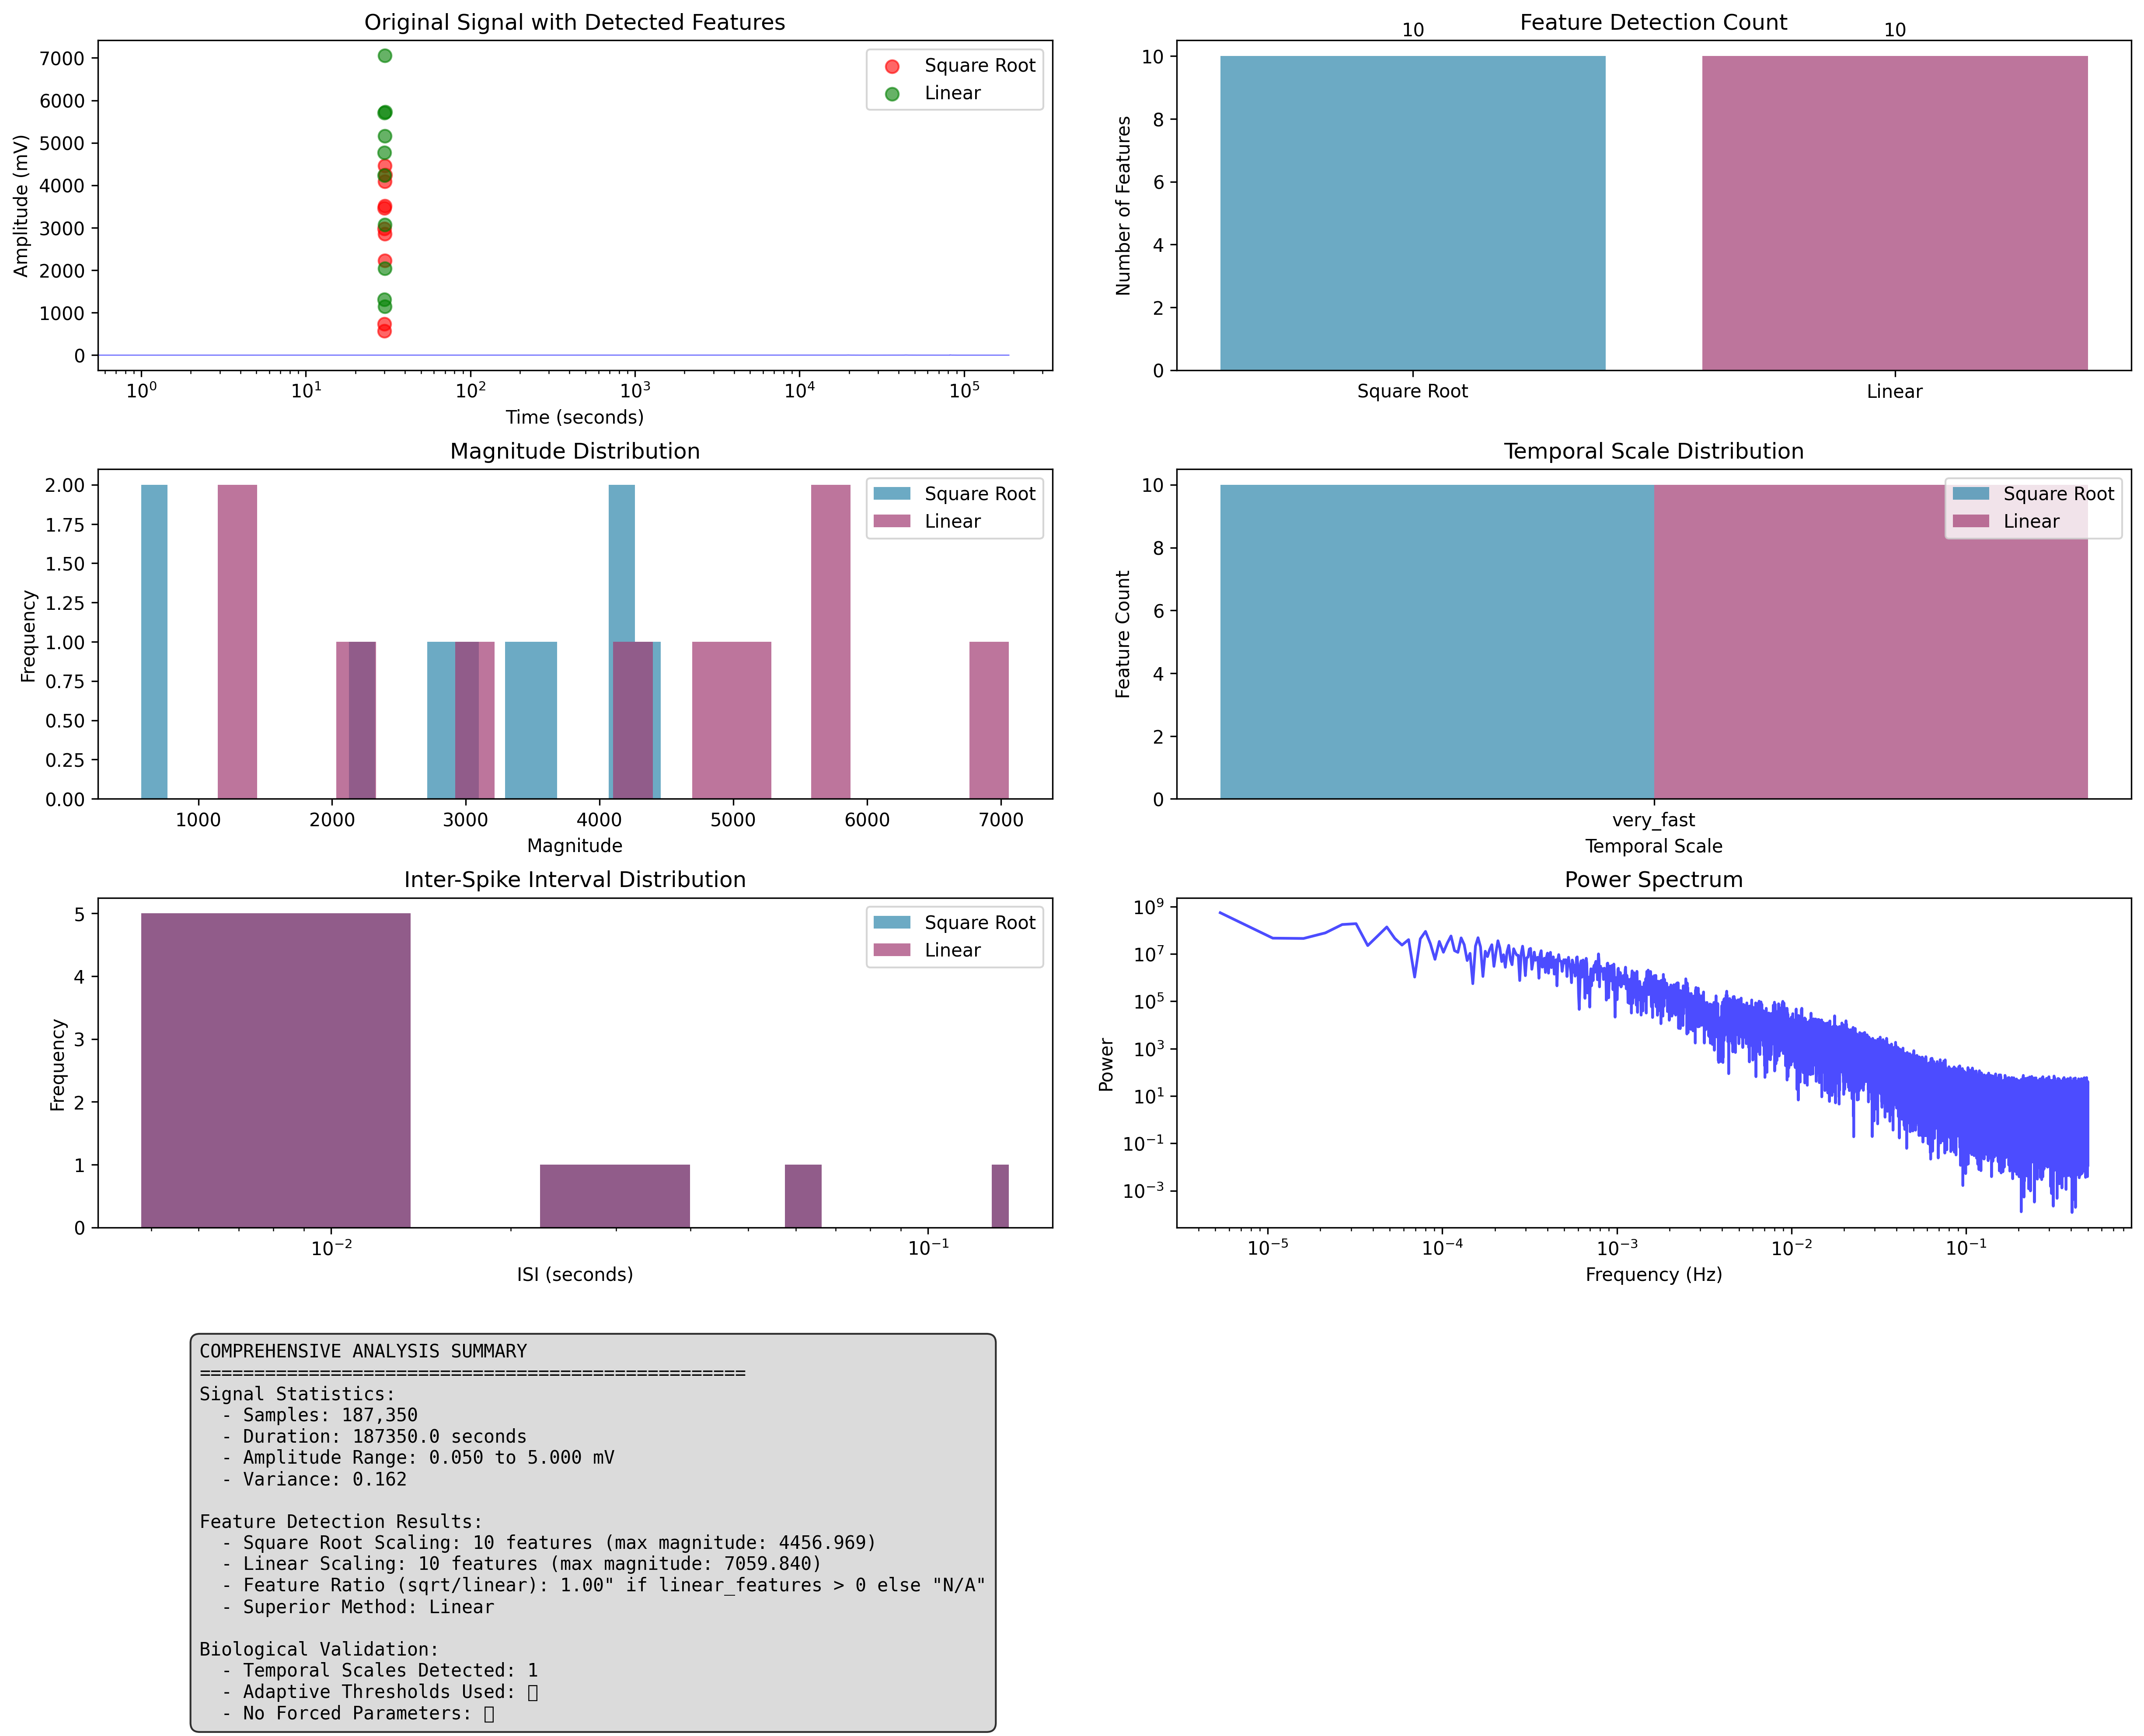 Original Signal with Detected Features
Amplitude (mV)
7000
6000
5000
4000
3000
2000
1000
0
Square Root
Linear
10⁰ 10¹ 10² 10³ 10⁴ 10⁵
Time (seconds)
Feature Detection Count
10 10
Number of Features
10
8
6
4
2
0
Square Root Linear
Magnitude Distribution
Frequency
2.00
1.75
1.50
1.25
1.00
0.75
0.50
0.25
0.00
Square Root
Linear
1000 2000 3000 4000 5000 6000 7000
Magnitude
Temporal Scale Distribution
Feature Count
10
8
6
4
2
0
Square Root
Linear
very_fast
Temporal Scale
Inter-Spike Interval Distribution
Frequency
5
4
3
2
1
0
Square Root
Linear
10⁻² 10⁻¹
ISI (seconds)
Power Spectrum
Power
10⁹
10⁷
10⁵
10³
10¹
10⁻¹
10⁻³
10⁻⁵ 10⁻⁴ 10⁻³ 10⁻² 10⁻¹
Frequency (Hz)
COMPREHENSIVE ANALYSIS SUMMARY
==================================================
Signal Statistics:
- Samples: 187,350
- Duration: 187350.0 seconds
- Amplitude Range: 0.050 to 5.000 mV
- Variance: 0.162
Feature Detection Results:
- Square Root Scaling: 10 features (max magnitude: 4456.969)
- Linear Scaling: 10 features (max magnitude: 7059.840)
- Feature Ratio (sqrt/linear): 1.00" if linear_features > 0 else "N/A"
- Superior Method: Linear
Biological Validation:
- Temporal Scales Detected: 1
- Adaptive Thresholds Used: ▯
- No Forced Parameters: ▯